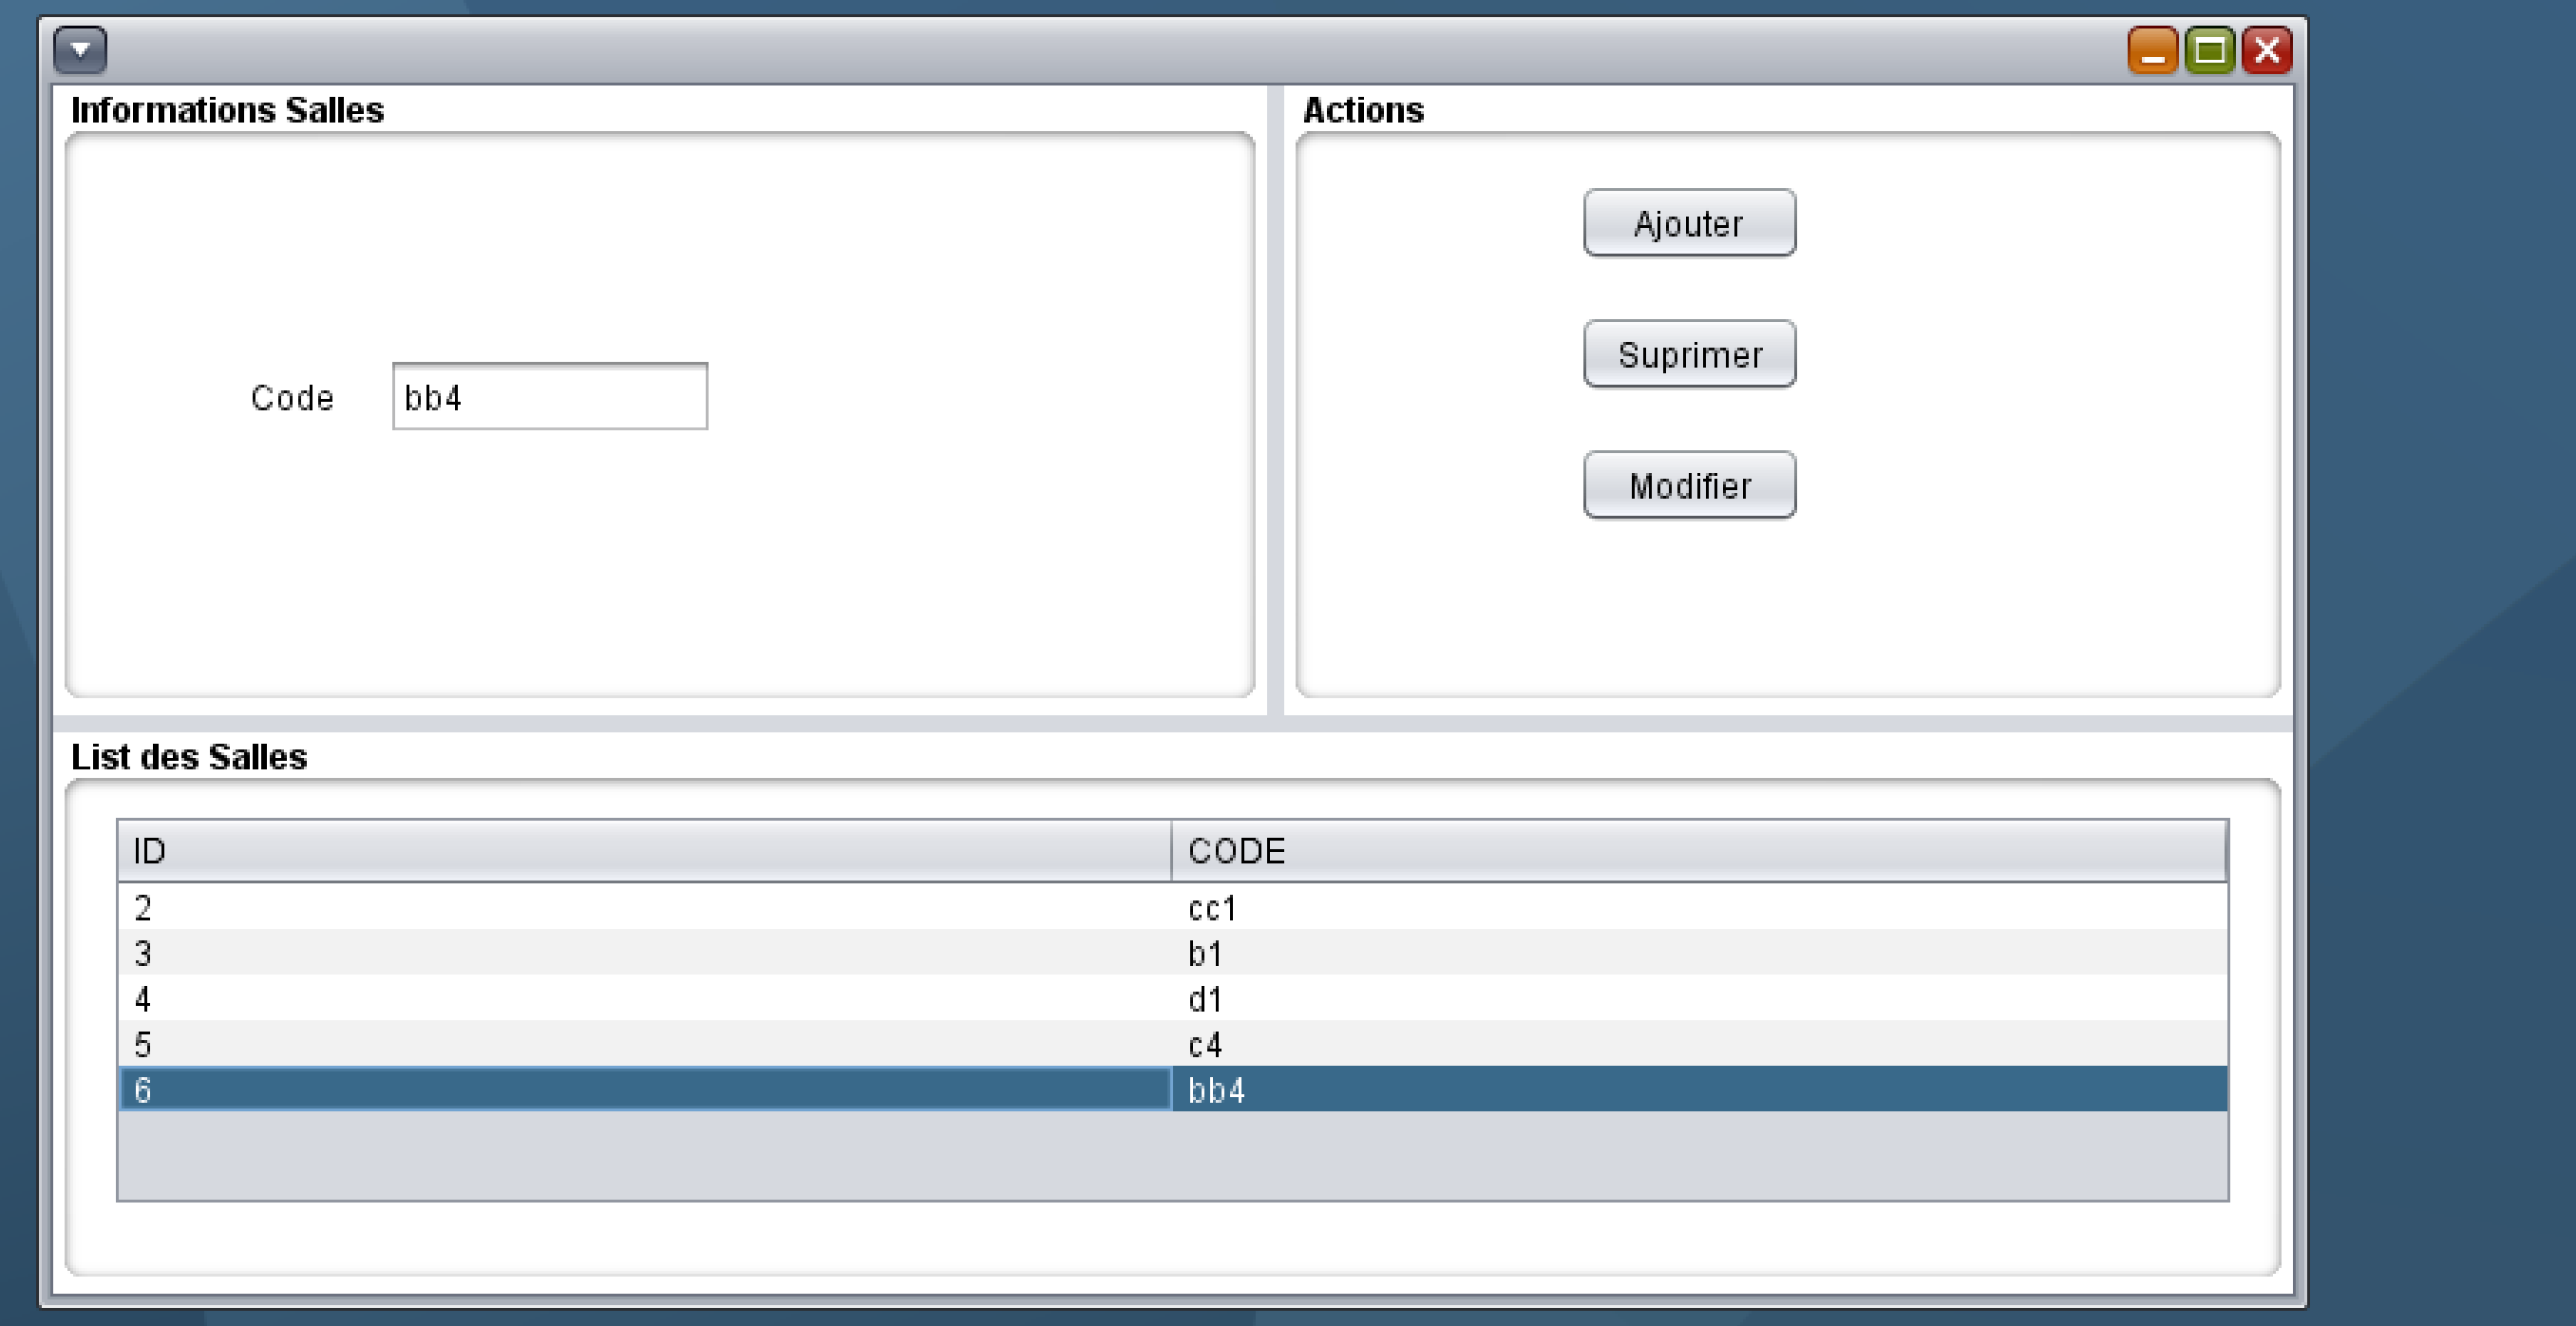 Informations Salles
Code bb4
Actions
Ajouter
Suprimer
Modifier
List des Salles
ID CODE
2 cc1
3 b1
4 d1
5 c4
6 bb4